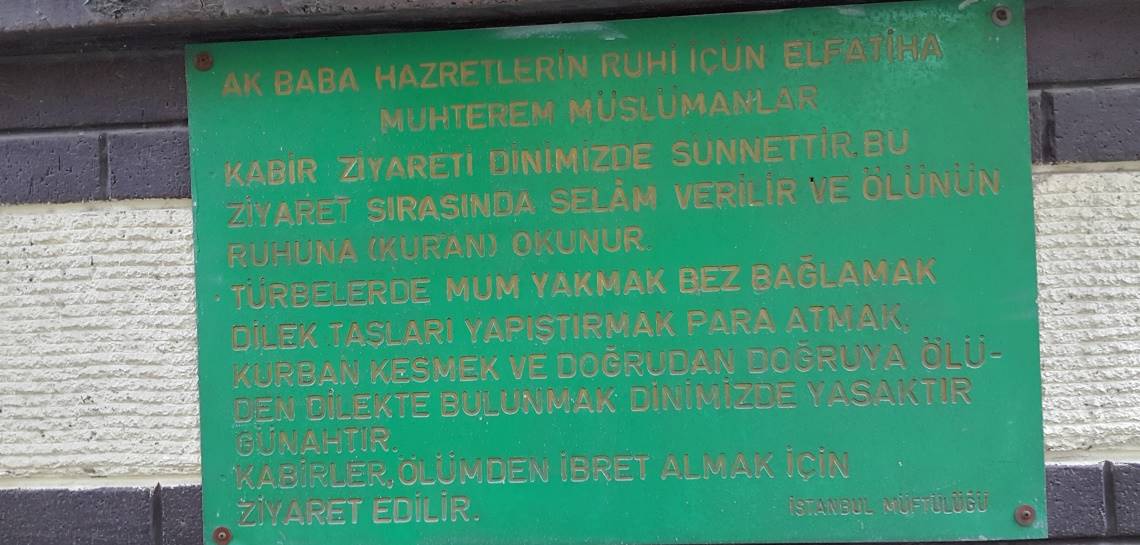 AK BABA HAZRETLERİN RUHİ İÇÜN ELFATİHA
MUHTEREM MÜSLÜMANLAR
KABİR ZİYARETİ DİNİMİZDE SÜNNETTİR, BU
ZİYARET SIRASINDA SELÂM VERİLİR VE ÖLÜNÜN
RUHUNA (KUR'AN) OKUNUR.
TÜRBELERDE MUM YAKMAK BEZ BAĞLAMAK
DİLEK TAŞLARI YAPIŞTIRMAK PARA ATMAK,
KURBAN KESMEK VE DOĞRUDAN DOĞRUYA ÖLÜ-
DEN DİLEKTE BULUNMAK DİNİMİZDE YASAKTIR
GÜNAHTIR.
KABİRLER, ÖLÜMDEN İBRET ALMAK İÇİN
ZİYARET EDİLİR.
İSTANBUL MÜFTÜLÜĞÜ